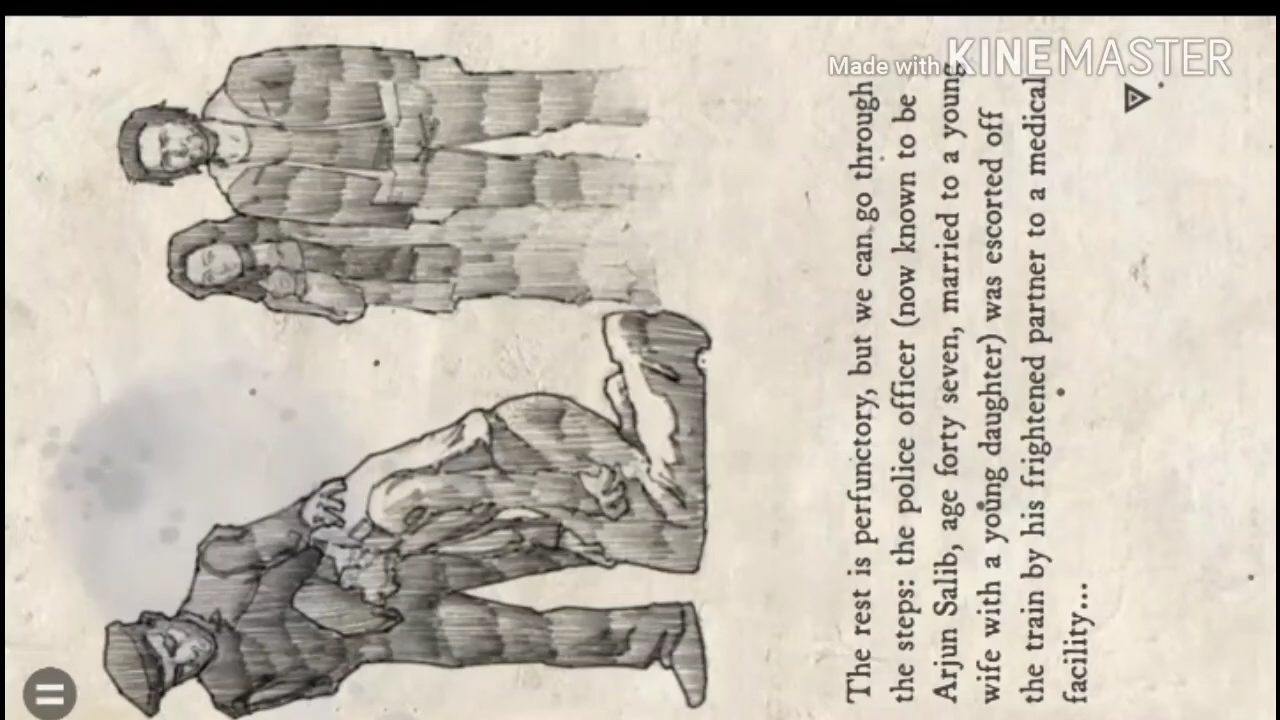 Made with KINEMASTER
The rest is perfunctory, but we can go through
the steps: the police officer (now known to be
Arjun Salib, age forty seven, married to a young
wife with a young daughter) was escorted off
the train by his frightened partner to a medical
facility...